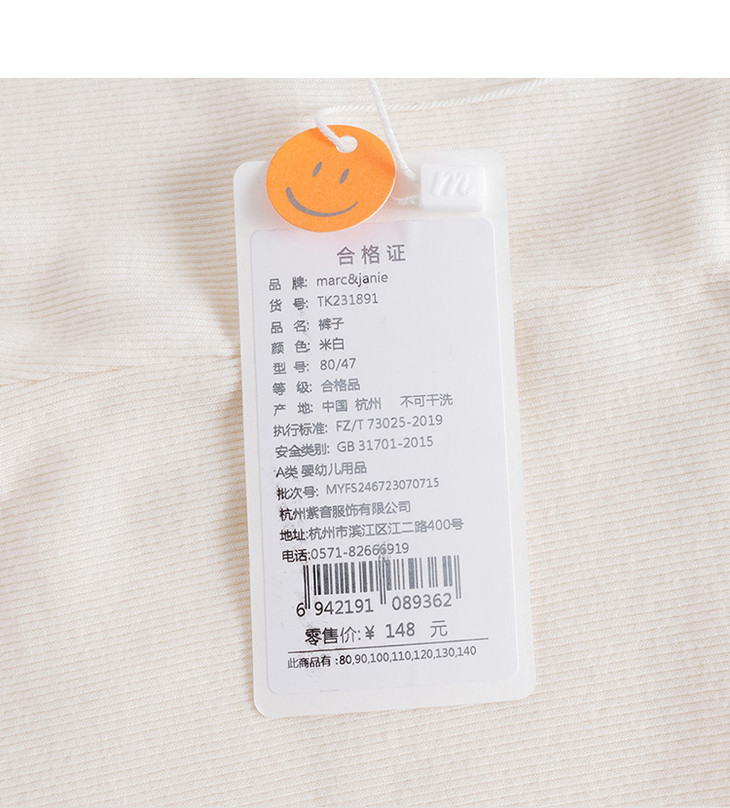 m
合格证
品 牌: marc&janie
货 号: TK231891
品 名: 裤子
颜 色: 米白
型 号: 80/47
等 级: 合格品
产 地: 中国 杭州 不可干洗
执行标准: FZ/T 73025-2019
安全类别: GB 31701-2015
A类 婴幼儿用品
批次号: MYFS246723070715
杭州紫音服饰有限公司
地址:杭州市滨江区江二路400号
电话:0571-82666919
6 942191 089362
零售价:¥ 148 元
此商品有 :80,90,100,110,120,130,140